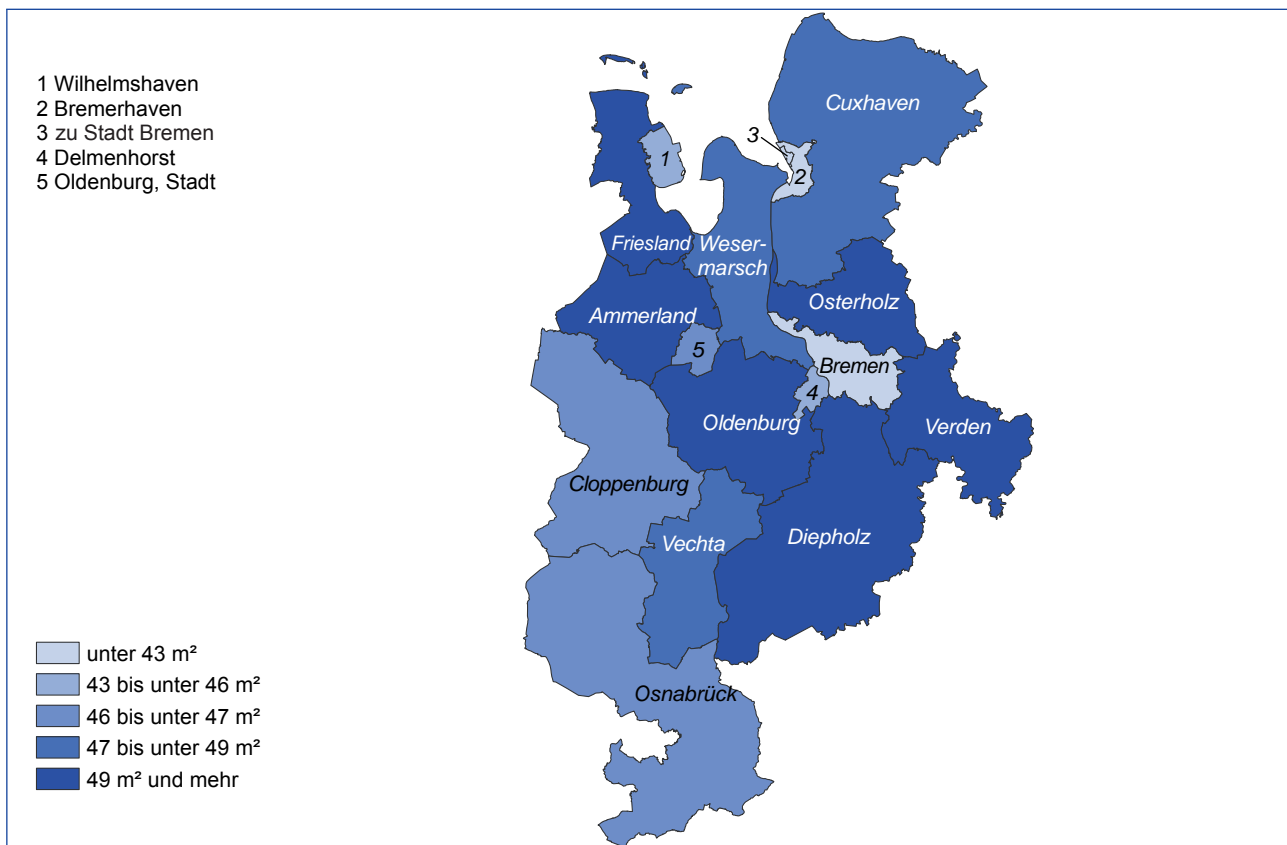 1 Wilhelmshaven
2 Bremerhaven
3 zu Stadt Bremen
4 Delmenhorst
5 Oldenburg, Stadt
Cuxhaven
3
1
2
Friesland
Weser-
marsch
Osterholz
Ammerland
5
Bremen
4
Oldenburg
Verden
Cloppenburg
Vechta
Diepholz
Osnabrück
unter 43 m²
43 bis unter 46 m²
46 bis unter 47 m²
47 bis unter 49 m²
49 m² und mehr